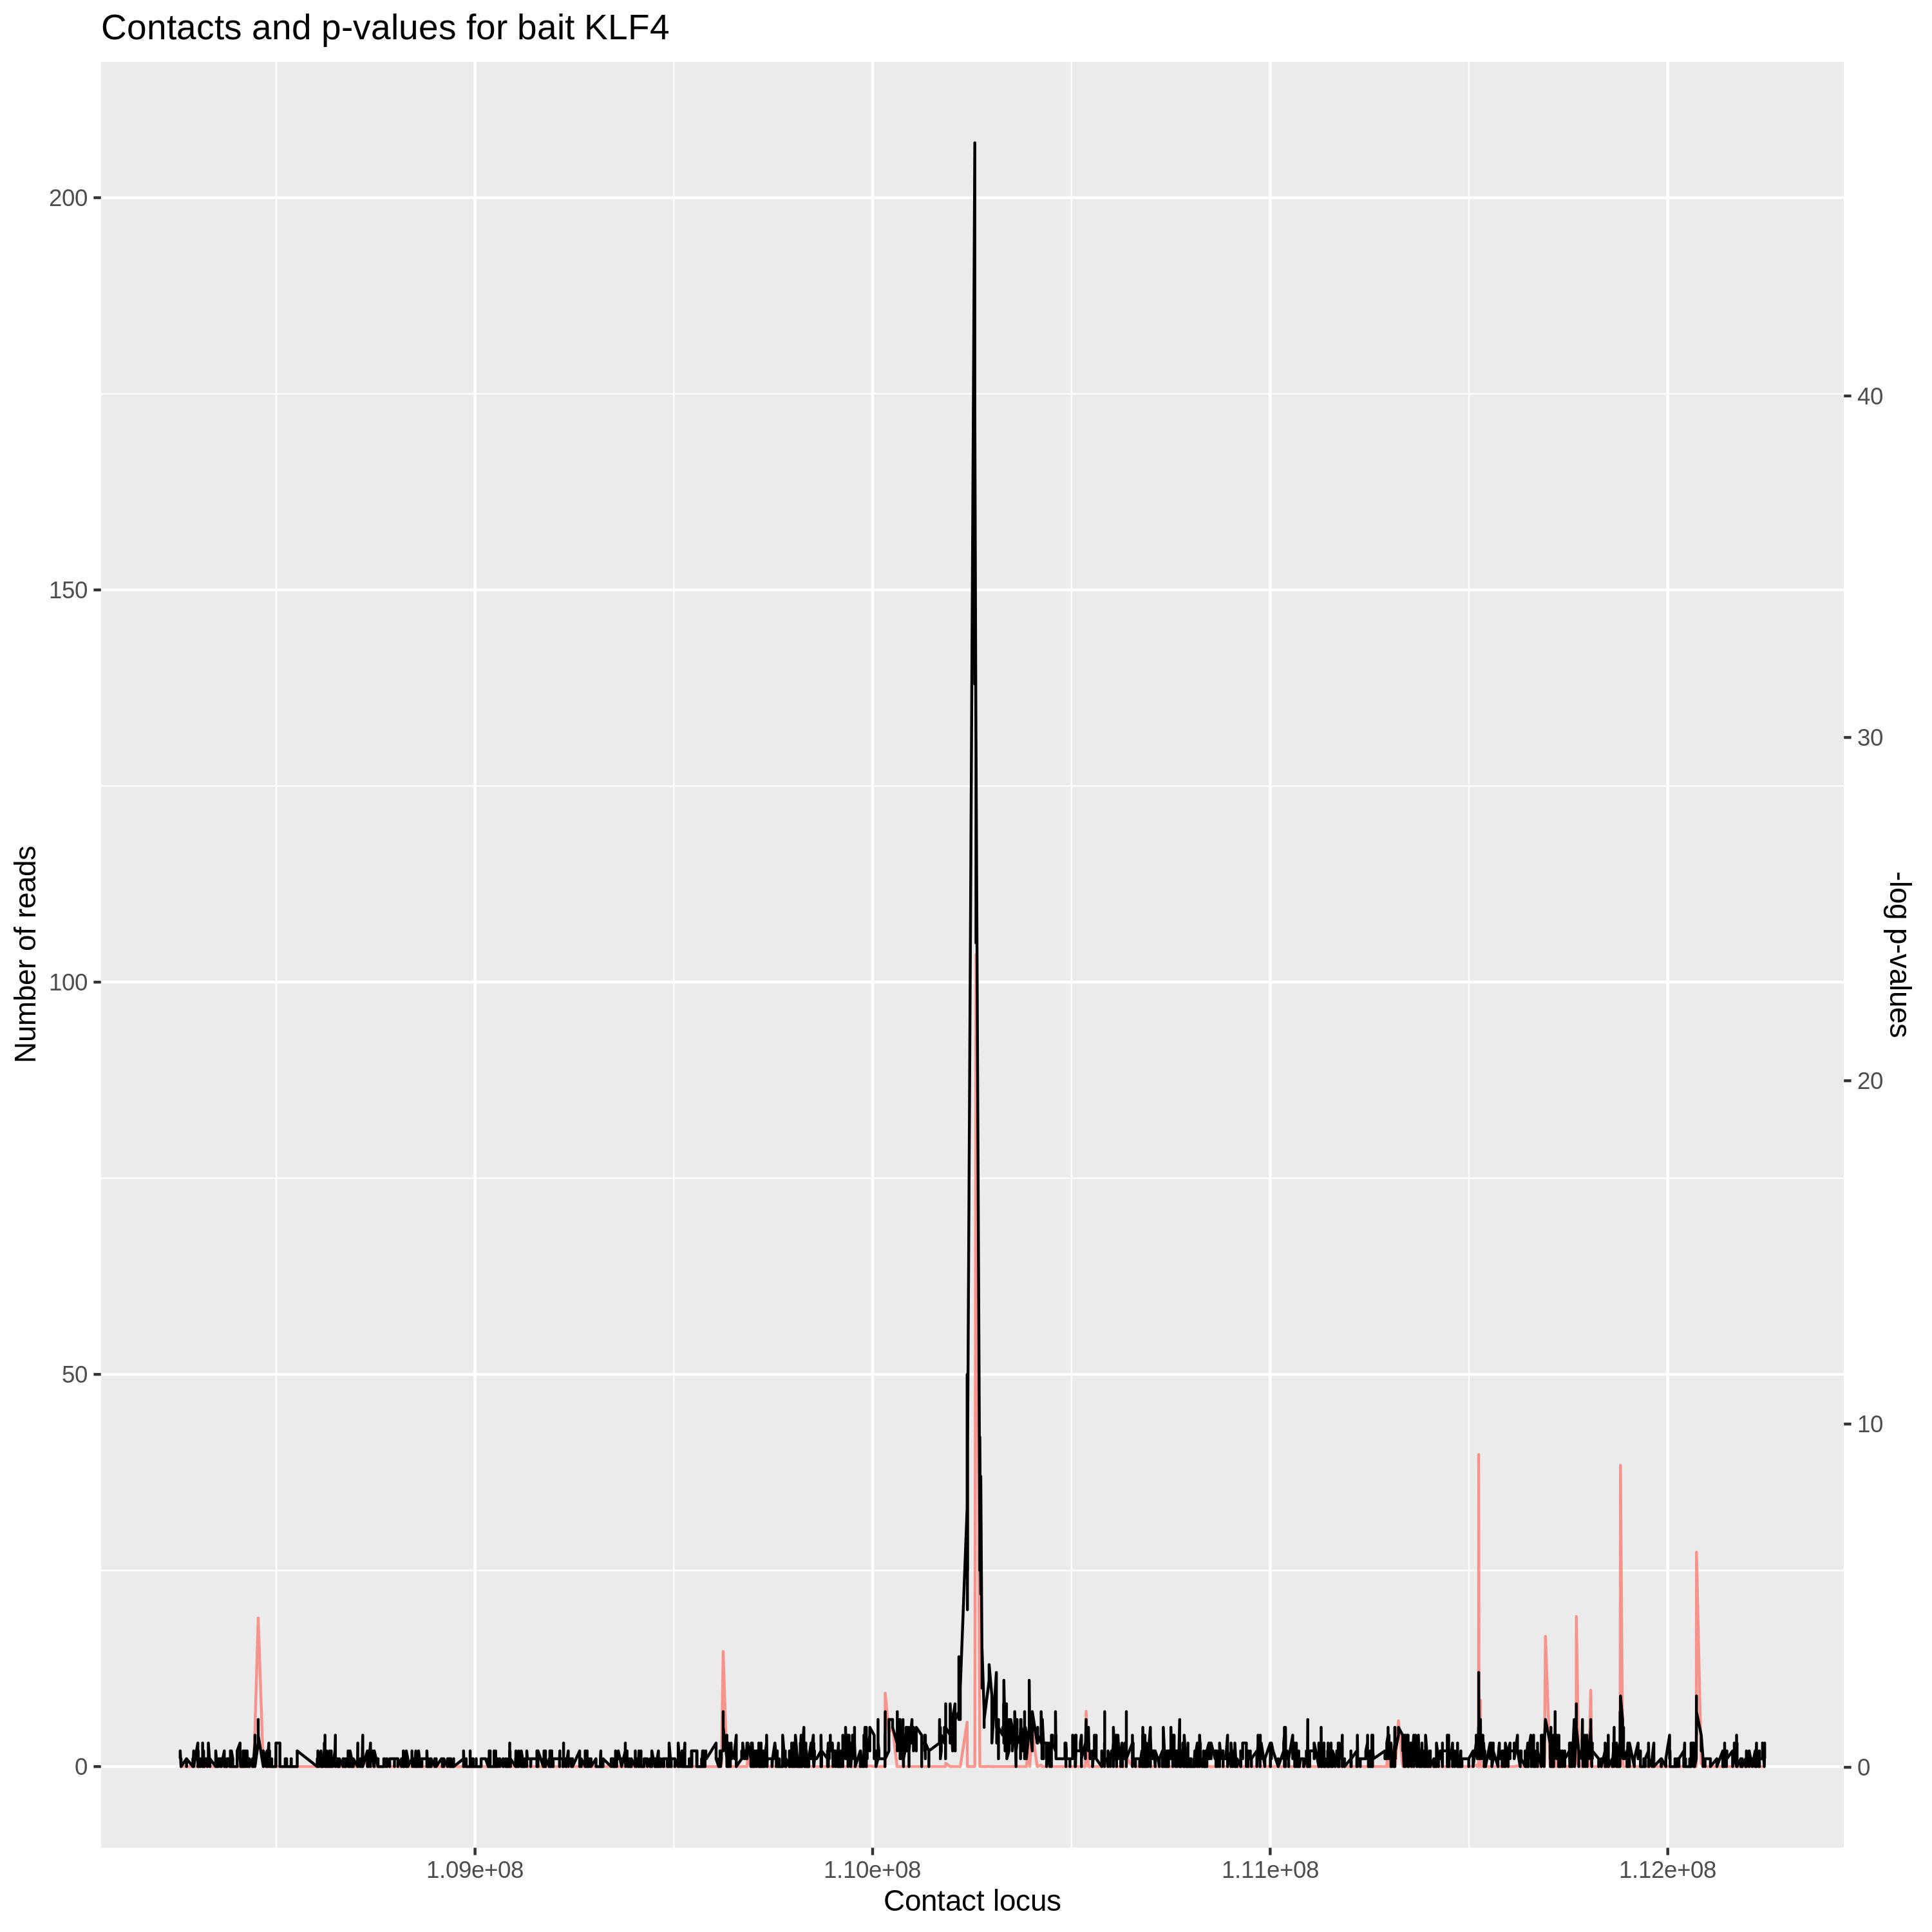 Contacts and p-values for bait KLF4
200
150
100
50
0
Number of reads
40
30
20
10
0
-log p-values
1.09e+08
1.10e+08
1.11e+08
1.12e+08
Contact locus